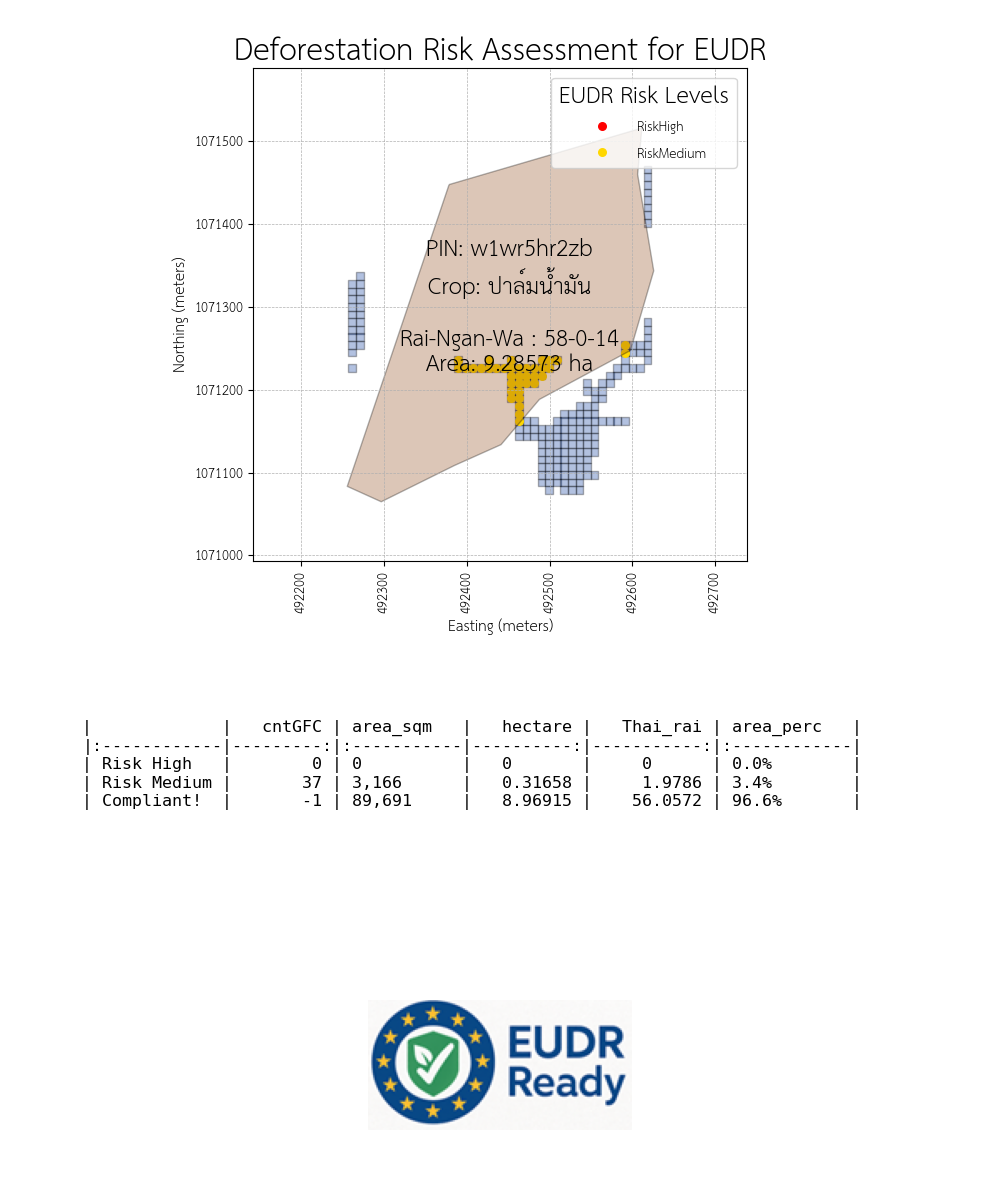 Deforestation Risk Assessment for EUDR
EUDR Risk Levels
RiskHigh
RiskMedium
1071500
1071400
1071300
1071200
1071100
1071000
Northing (meters)
PIN: w1wr5hr2zb
Crop: ปาล์มน้ำมัน
Rai-Ngan-Wa : 58-0-14
Area: 9.28573 ha
492200
492300
492400
492500
492600
492700
Easting (meters)
|             |   cntGFC | area_sqm   |   hectare |   Thai_rai | area_perc   |
|:------------|---------:|:-----------|----------:|-----------:|:------------|
| Risk High   |        0 | 0          |   0       |     0      | 0.0%        |
| Risk Medium |       37 | 3,166      |   0.31658 |     1.9786 | 3.4%        |
| Compliant!  |       -1 | 89,691     |   8.96915 |    56.0572 | 96.6%       |
EUDR
Ready